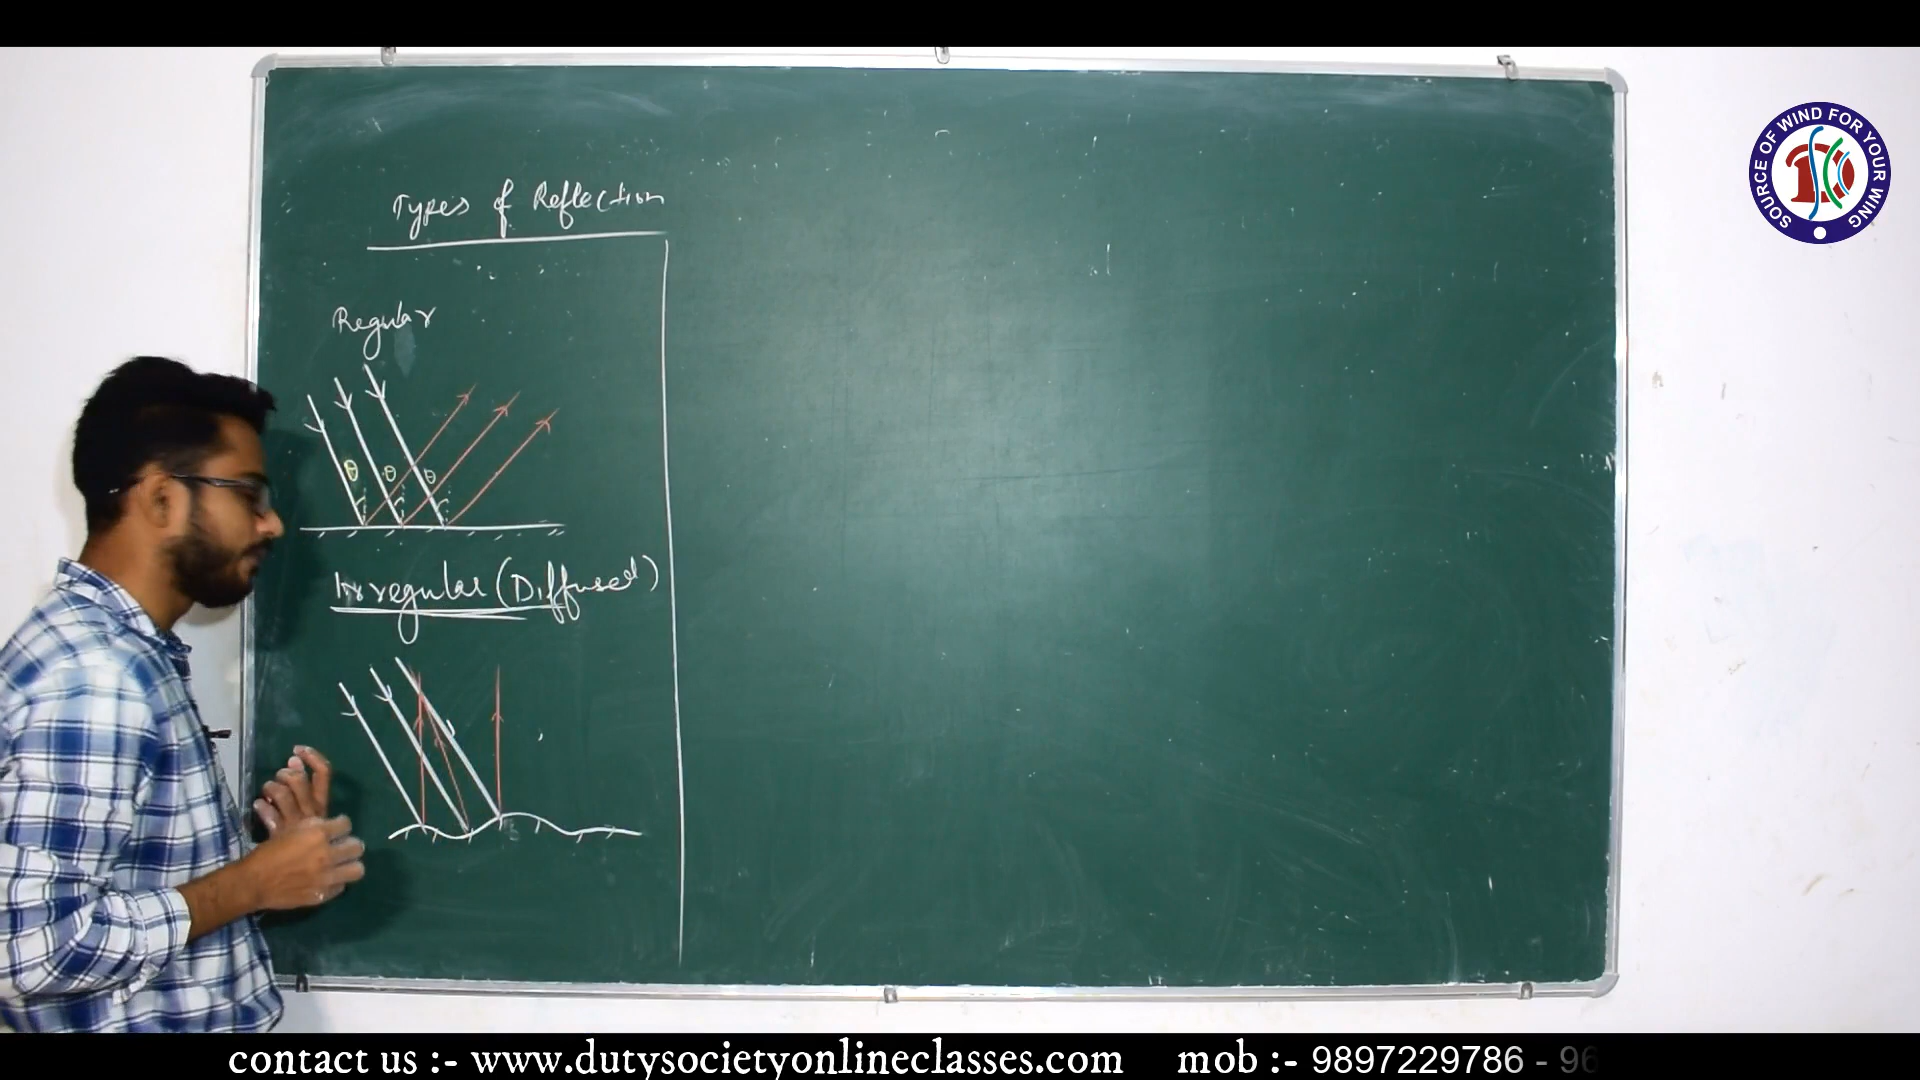 Types of Reflection
Regular
θ θ θ
Irregular (Diffused)
SOURCE OF WIND FOR YOUR WING
contact us :- www.dutysocietyonlineclasses.com mob :- 9897229786 - 96